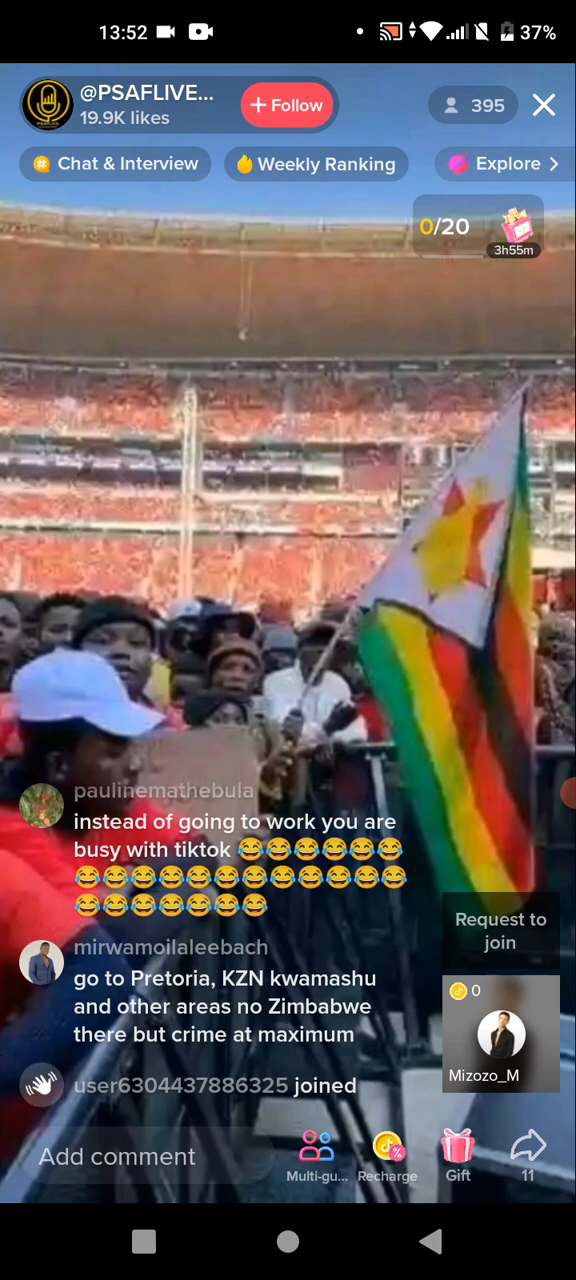 13:52
37%
@PSAFLIVE...
19.9K likes
+ Follow
395
Chat & Interview
Weekly Ranking
Explore >
0/20
3h55m
paulinemathebula
instead of going to work you are
busy with tiktok 😂😂😂😂😂😂
😂😂😂😂😂😂😂😂😂😂😂😂
😂😂😂😂😂😂😂
mirwamoilaleebach
go to Pretoria, KZN kwamashu
and other areas no Zimbabwe
there but crime at maximum
Request to
join
0
Mizozo_M
user6304437886325 joined
Add comment
Multi-gu...
Recharge
Gift
11